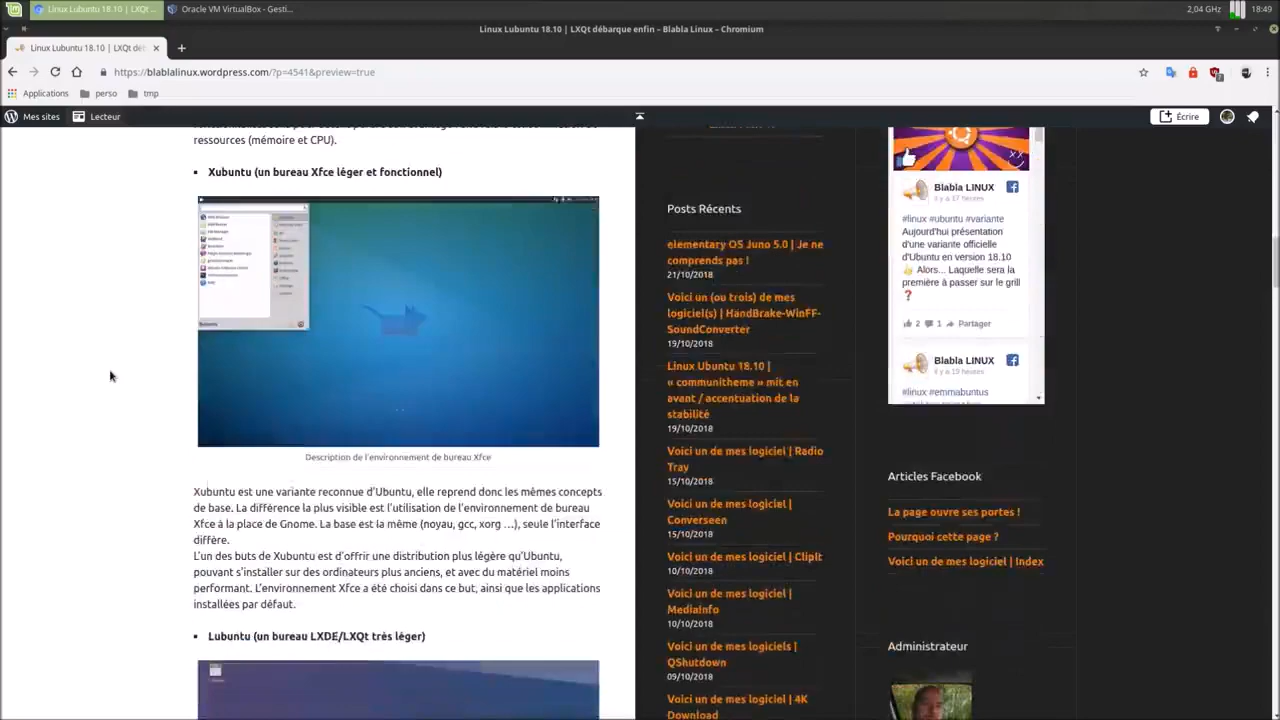 Linux Lubuntu 18.10 | LXQt ...
Oracle VM VirtualBox - Gesti...
2,04 GHz
18:49
Linux Lubuntu 18.10 | LXQt débarque enfin – Blabla Linux – Chromium
Linux Lubuntu 18.10 | LXQt déb
https://blablalinux.wordpress.com/?p=4541&preview=true
Applications
perso
tmp
Mes sites
Lecteur
Écrire
ressources (mémoire et CPU).
Xubuntu (un bureau Xfce léger et fonctionnel)
Description de l'environnement de bureau Xfce
Xubuntu est une variante reconnue d'Ubuntu, elle reprend donc les mêmes concepts
de base. La différence la plus visible est l'utilisation de l'environnement de bureau
Xfce à la place de Gnome. La base est la même (noyau, gcc, xorg …), seule l'interface
diffère.
L'un des buts de Xubuntu est d'offrir une distribution plus légère qu'Ubuntu,
pouvant s'installer sur des ordinateurs plus anciens, et avec du matériel moins
performant. L'environnement Xfce a été choisi dans ce but, ainsi que les applications
installées par défaut.
Lubuntu (un bureau LXDE/LXQt très léger)
Posts Récents
elementary OS Juno 5.0 | Je ne
comprends pas !
21/10/2018
Voici un (ou trois) de mes
logiciel(s) | HandBrake-WinFF-
SoundConverter
19/10/2018
Linux Ubuntu 18.10 |
« communitheme » mit en
avant / accentuation de la
stabilité
19/10/2018
Voici un de mes logiciel | Radio
Tray
15/10/2018
Voici un de mes logiciel |
Converseen
15/10/2018
Voici un de mes logiciel | ClipIt
10/10/2018
Voici un de mes logiciel |
MediaInfo
10/10/2018
Voici un de mes logiciels |
QShutdown
09/10/2018
Voici un de mes logiciel | 4K
Download
Blabla LINUX
il y a 17 heures
#linux #ubuntu #variante
Aujourd'hui présentation
d'une variante officielle
d'Ubuntu en version 18.10
Alors... Laquelle sera la
première à passer sur le grill
2 1 Partager
Blabla LINUX
il y a 19 heures
#linux #emmabuntus
Articles Facebook
La page ouvre ses portes !
Pourquoi cette page ?
Voici un de mes logiciel | Index
Administrateur